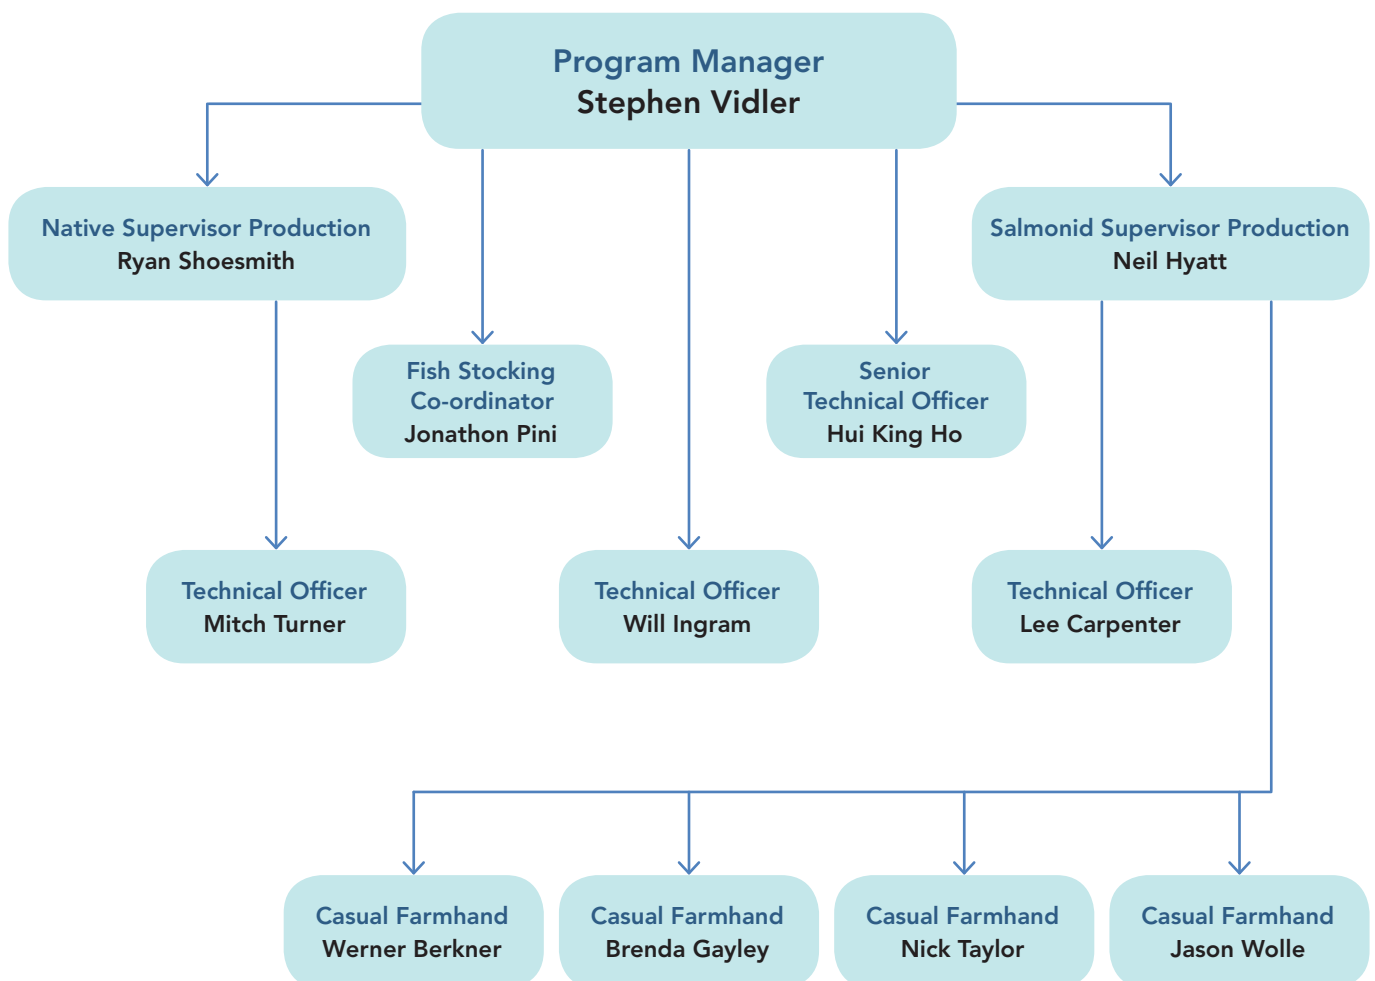 Program Manager
Stephen Vidler
Native Supervisor Production
Ryan Shoesmith
Salmonid Supervisor Production
Neil Hyatt
Fish Stocking
Co-ordinator
Jonathon Pini
Senior
Technical Officer
Hui King Ho
Technical Officer
Mitch Turner
Technical Officer
Will Ingram
Technical Officer
Lee Carpenter
Casual Farmhand
Werner Berkner
Casual Farmhand
Brenda Gayley
Casual Farmhand
Nick Taylor
Casual Farmhand
Jason Wolle